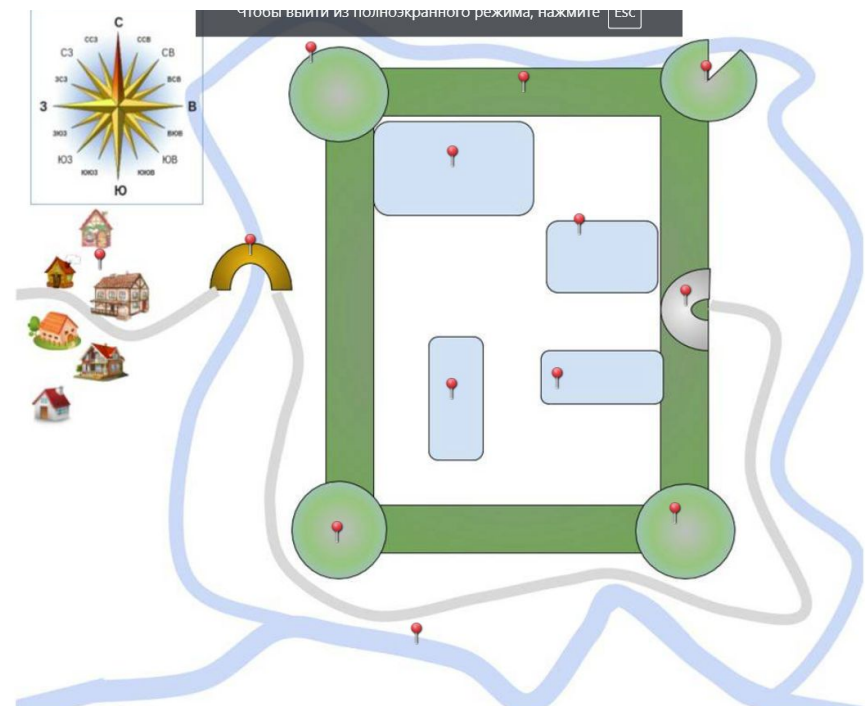 Чтобы выйти из полноэкранного режима, нажмите Esc
С
ССЗ ССВ
СЗ СВ
ЗСЗ ВСВ
З В
ЗЮЗ ВЮВ
ЮЗ ЮВ
ЮЮЗ ЮЮВ
Ю